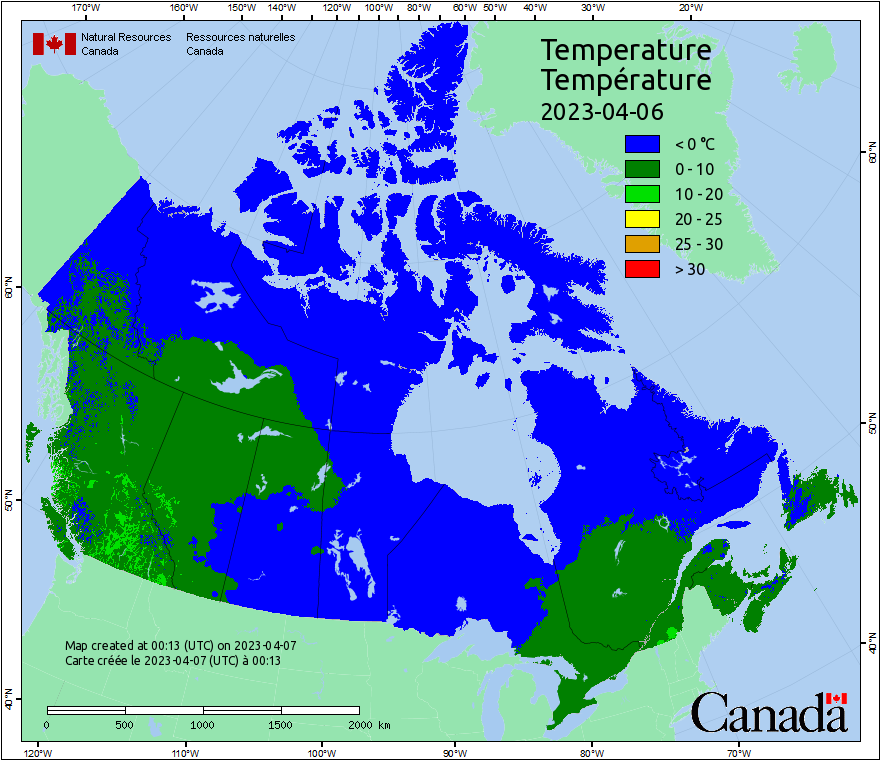 170°W 160°W 150°W 140°W 130°W 120°W 110°W 100°W 90°W 80°W 60°W 50°W 40°W 30°W 20°W
Natural Resources Ressources naturelles
Canada Canada
Temperature
Température
2023-04-06
< 0 °C
0 - 10
10 - 20
20 - 25
25 - 30
> 30
60°N
60°N
50°N
50°N
40°N
40°N
Map created at 00:13 (UTC) on 2023-04-07
Carte créée le 2023-04-07 (UTC) à 00:13
0 500 1000 1500 2000 km
Canada
120°W 110°W 100°W 90°W 80°W 70°W